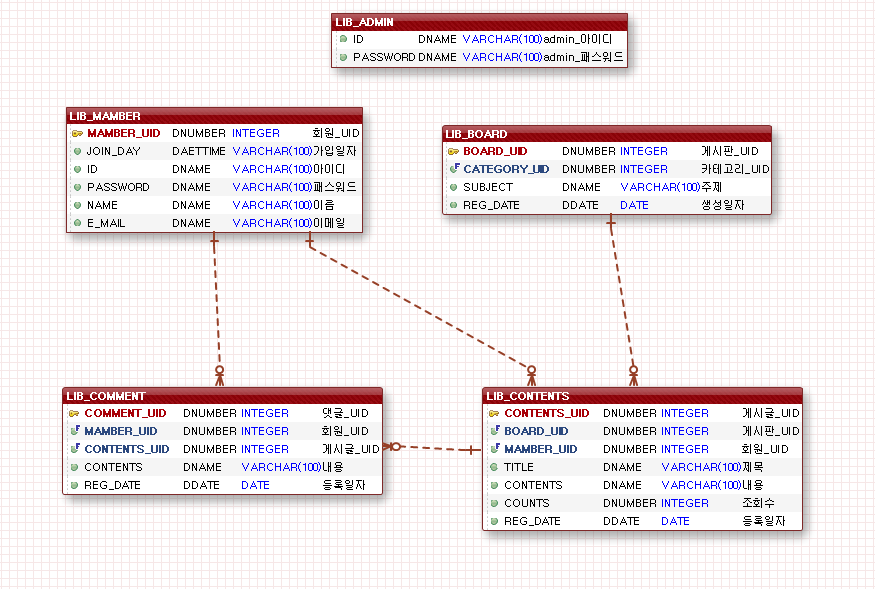 LIB_ADMIN
ID DNAME VARCHAR(100) admin_아이디
PASSWORD DNAME VARCHAR(100) admin_패스워드
LIB_MAMBER
MAMBER_UID DNUMBER INTEGER 회원_UID
JOIN_DAY DAETTIME VARCHAR(100) 가입일자
ID DNAME VARCHAR(100) 아이디
PASSWORD DNAME VARCHAR(100) 패스워드
NAME DNAME VARCHAR(100) 이름
E_MAIL DNAME VARCHAR(100) 이메일
LIB_BOARD
BOARD_UID DNUMBER INTEGER 게시판_UID
CATEGORY_UID DNUMBER INTEGER 카테고리_UID
SUBJECT DNAME VARCHAR(100) 주제
REG_DATE DDATE DATE 생성일자
LIB_COMMENT
COMMENT_UID DNUMBER INTEGER 댓글_UID
MAMBER_UID DNUMBER INTEGER 회원_UID
CONTENTS_UID DNUMBER INTEGER 게시글_UID
CONTENTS DNAME VARCHAR(100) 내용
REG_DATE DDATE DATE 등록일자
LIB_CONTENTS
CONTENTS_UID DNUMBER INTEGER 게시글_UID
BOARD_UID DNUMBER INTEGER 게시판_UID
MAMBER_UID DNUMBER INTEGER 회원_UID
TITLE DNAME VARCHAR(100) 제목
CONTENTS DNAME VARCHAR(100) 내용
COUNTS DNUMBER INTEGER 조회수
REG_DATE DDATE DATE 등록일자